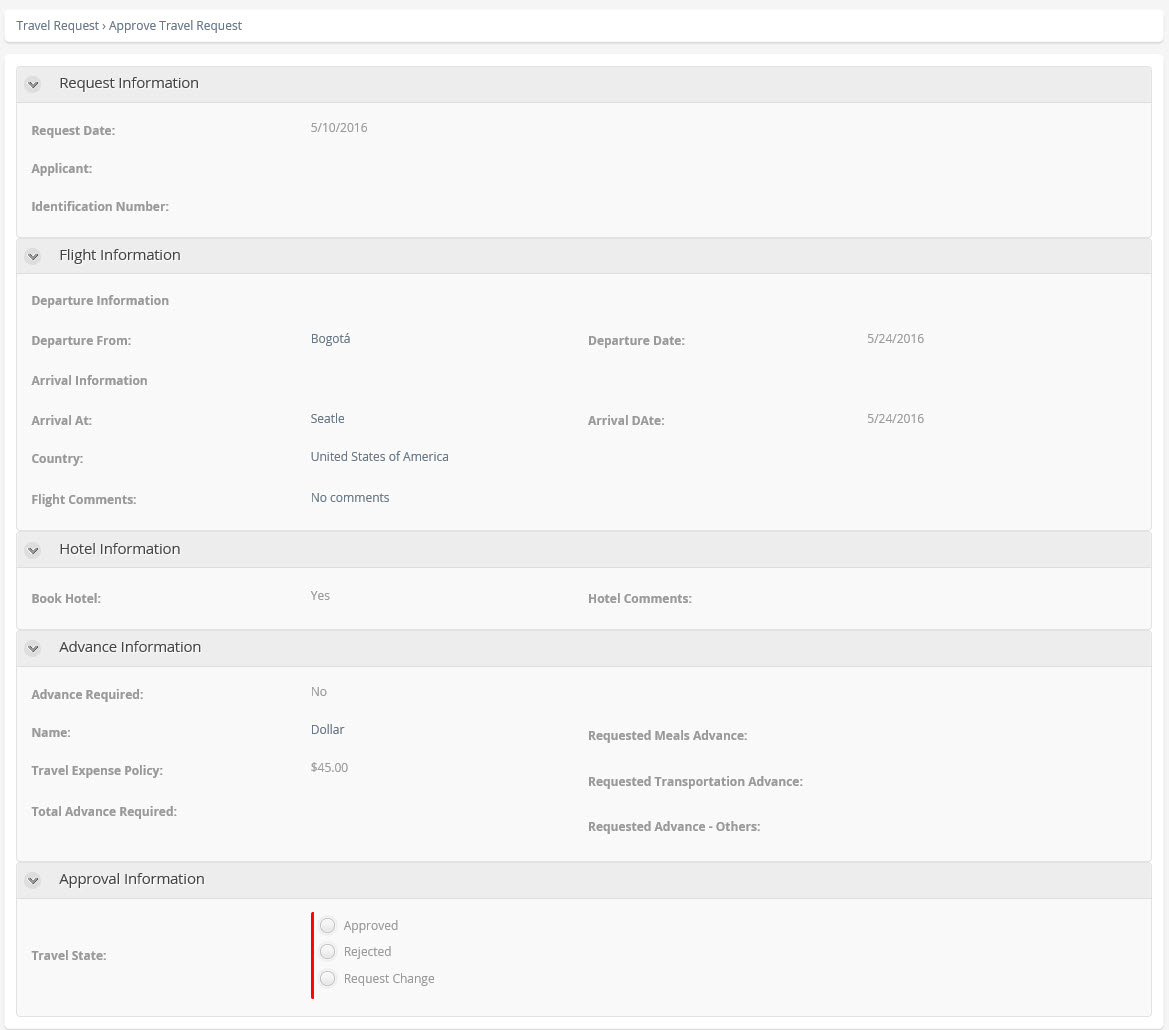 Travel Request › Approve Travel Request
Request Information
Request Date: 5/10/2016
Applicant:
Identification Number:
Flight Information
Departure Information
Departure From: Bogotá Departure Date: 5/24/2016
Arrival Information
Arrival At: Seatle Arrival DAte: 5/24/2016
Country: United States of America
Flight Comments: No comments
Hotel Information
Book Hotel: Yes Hotel Comments:
Advance Information
Advance Required: No
Name: Dollar Requested Meals Advance:
Travel Expense Policy: $45.00
Requested Transportation Advance:
Total Advance Required:
Requested Advance - Others:
Approval Information
Approved
Travel State: Rejected
Request Change